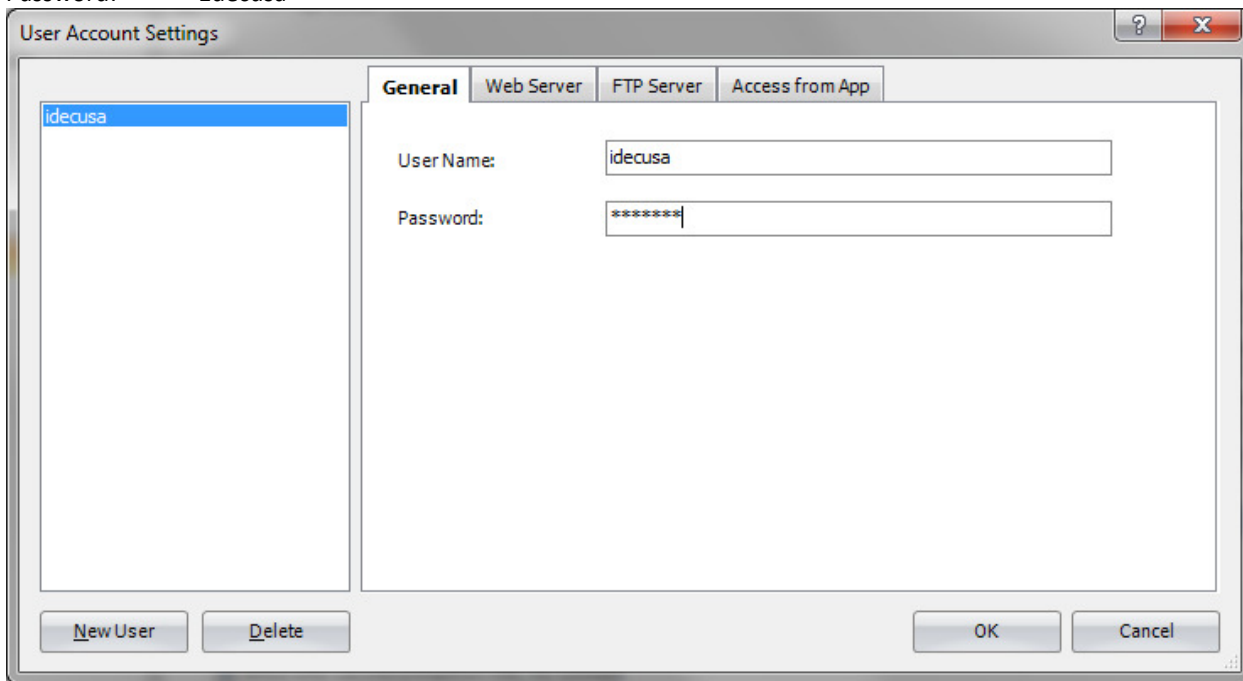 User Account Settings
General Web Server FTP Server Access from App
idecusa
User Name: idecusa
Password: *******
New User Delete OK Cancel